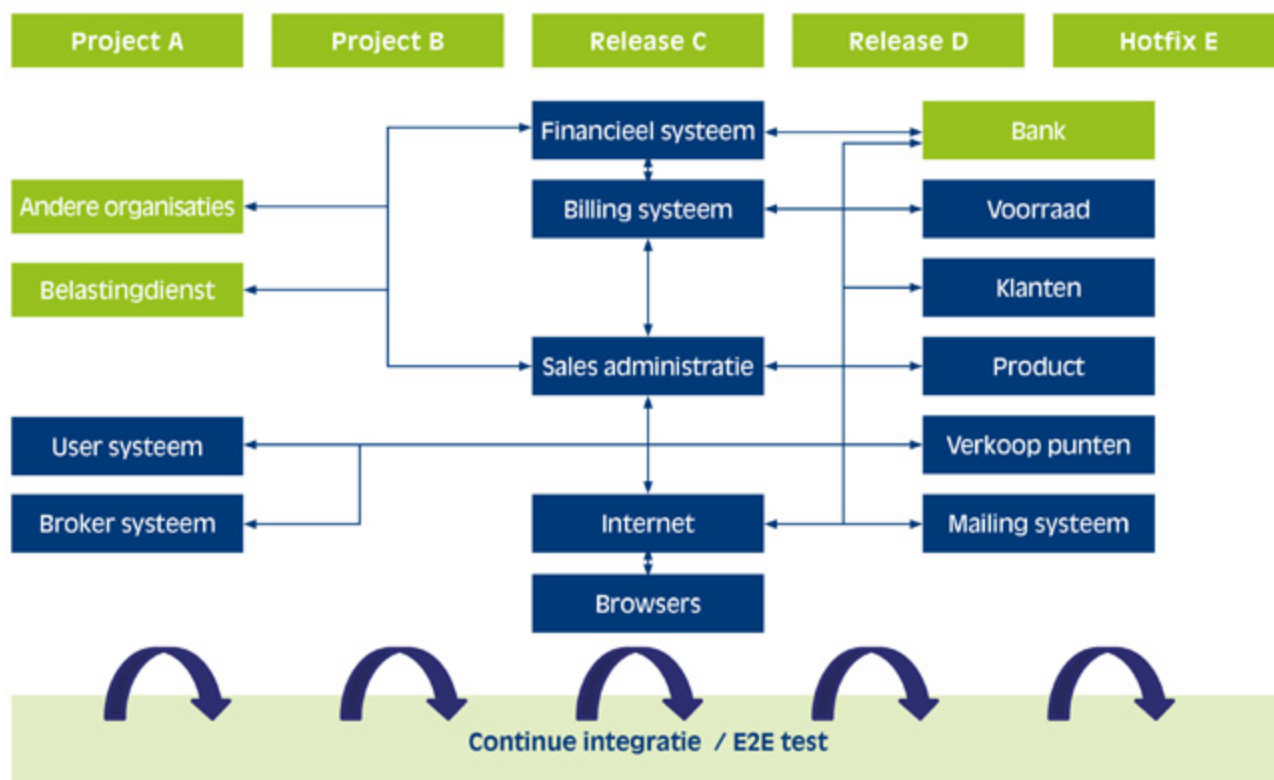 Project A
Project B
Release C
Release D
Hotfix E
Financieel systeem
Bank
Andere organisaties
Billing systeem
Voorraad
Belastingdienst
Klanten
Sales administratie
Product
User systeem
Verkoop punten
Broker systeem
Internet
Mailing systeem
Browsers
Continue integratie / E2E test